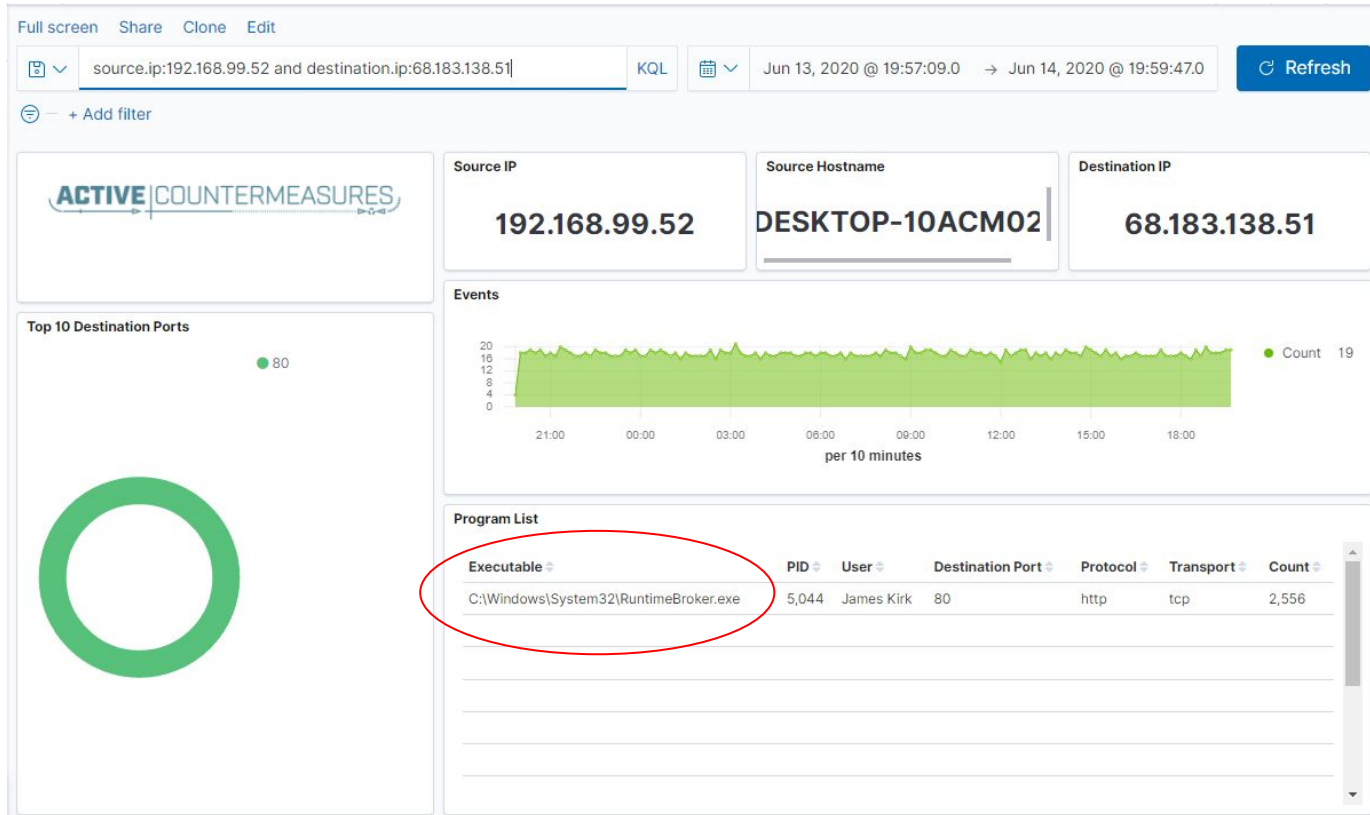 Full screen Share Clone Edit
source.ip:192.168.99.52 and destination.ip:68.183.138.51 KQL Jun 13, 2020 @ 19:57:09.0 → Jun 14, 2020 @ 19:59:47.0 Refresh
+ Add filter
ACTIVE COUNTERMEASURES
Source IP
192.168.99.52
Source Hostname
DESKTOP-10ACM02
Destination IP
68.183.138.51
Top 10 Destination Ports
80
Events
20
16
12
8
4
0
21:00 00:00 03:00 06:00 09:00 12:00 15:00 18:00
per 10 minutes
Count 19
Program List
Executable PID User Destination Port Protocol Transport Count
C:\Windows\System32\RuntimeBroker.exe 5,044 James Kirk 80 http tcp 2,556